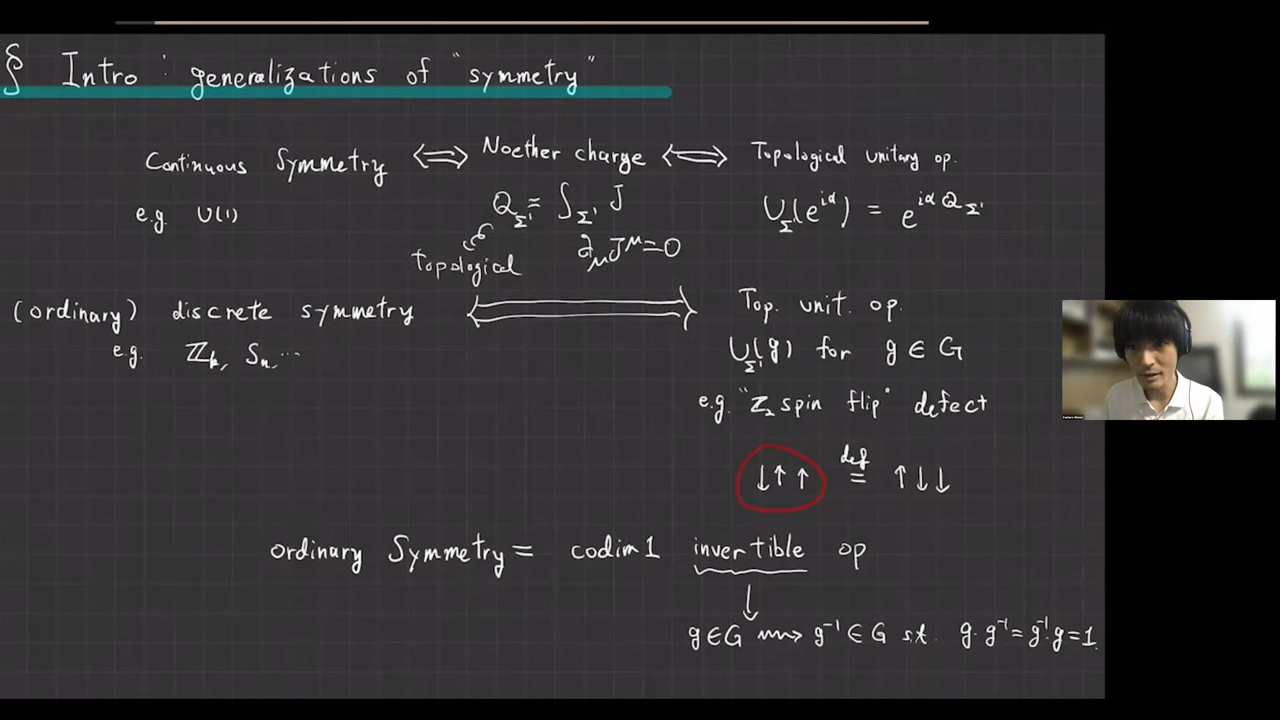 § Intro : generalizations of "symmetry"
Continuous Symmetry ⟺ Noether charge ⟺ Topological unitary op.
e.g. U(1) Q_Σ = ∫_Σ J U_Σ(e^{iα}) = e^{iαQ_Σ}
topological ∂_μ J^μ = 0
(ordinary) discrete symmetry ⟺ Top. unit. op.
e.g. ℤ_k, S_n, ... U_Σ(g) for g ∈ G
e.g. "ℤ₂ spin flip" defect
↓↑↑ def = ↑↓↓
ordinary Symmetry = codim 1 invertible op
↓
g ∈ G ⟿ g⁻¹ ∈ G s.t. g·g⁻¹ = g⁻¹·g = 1.